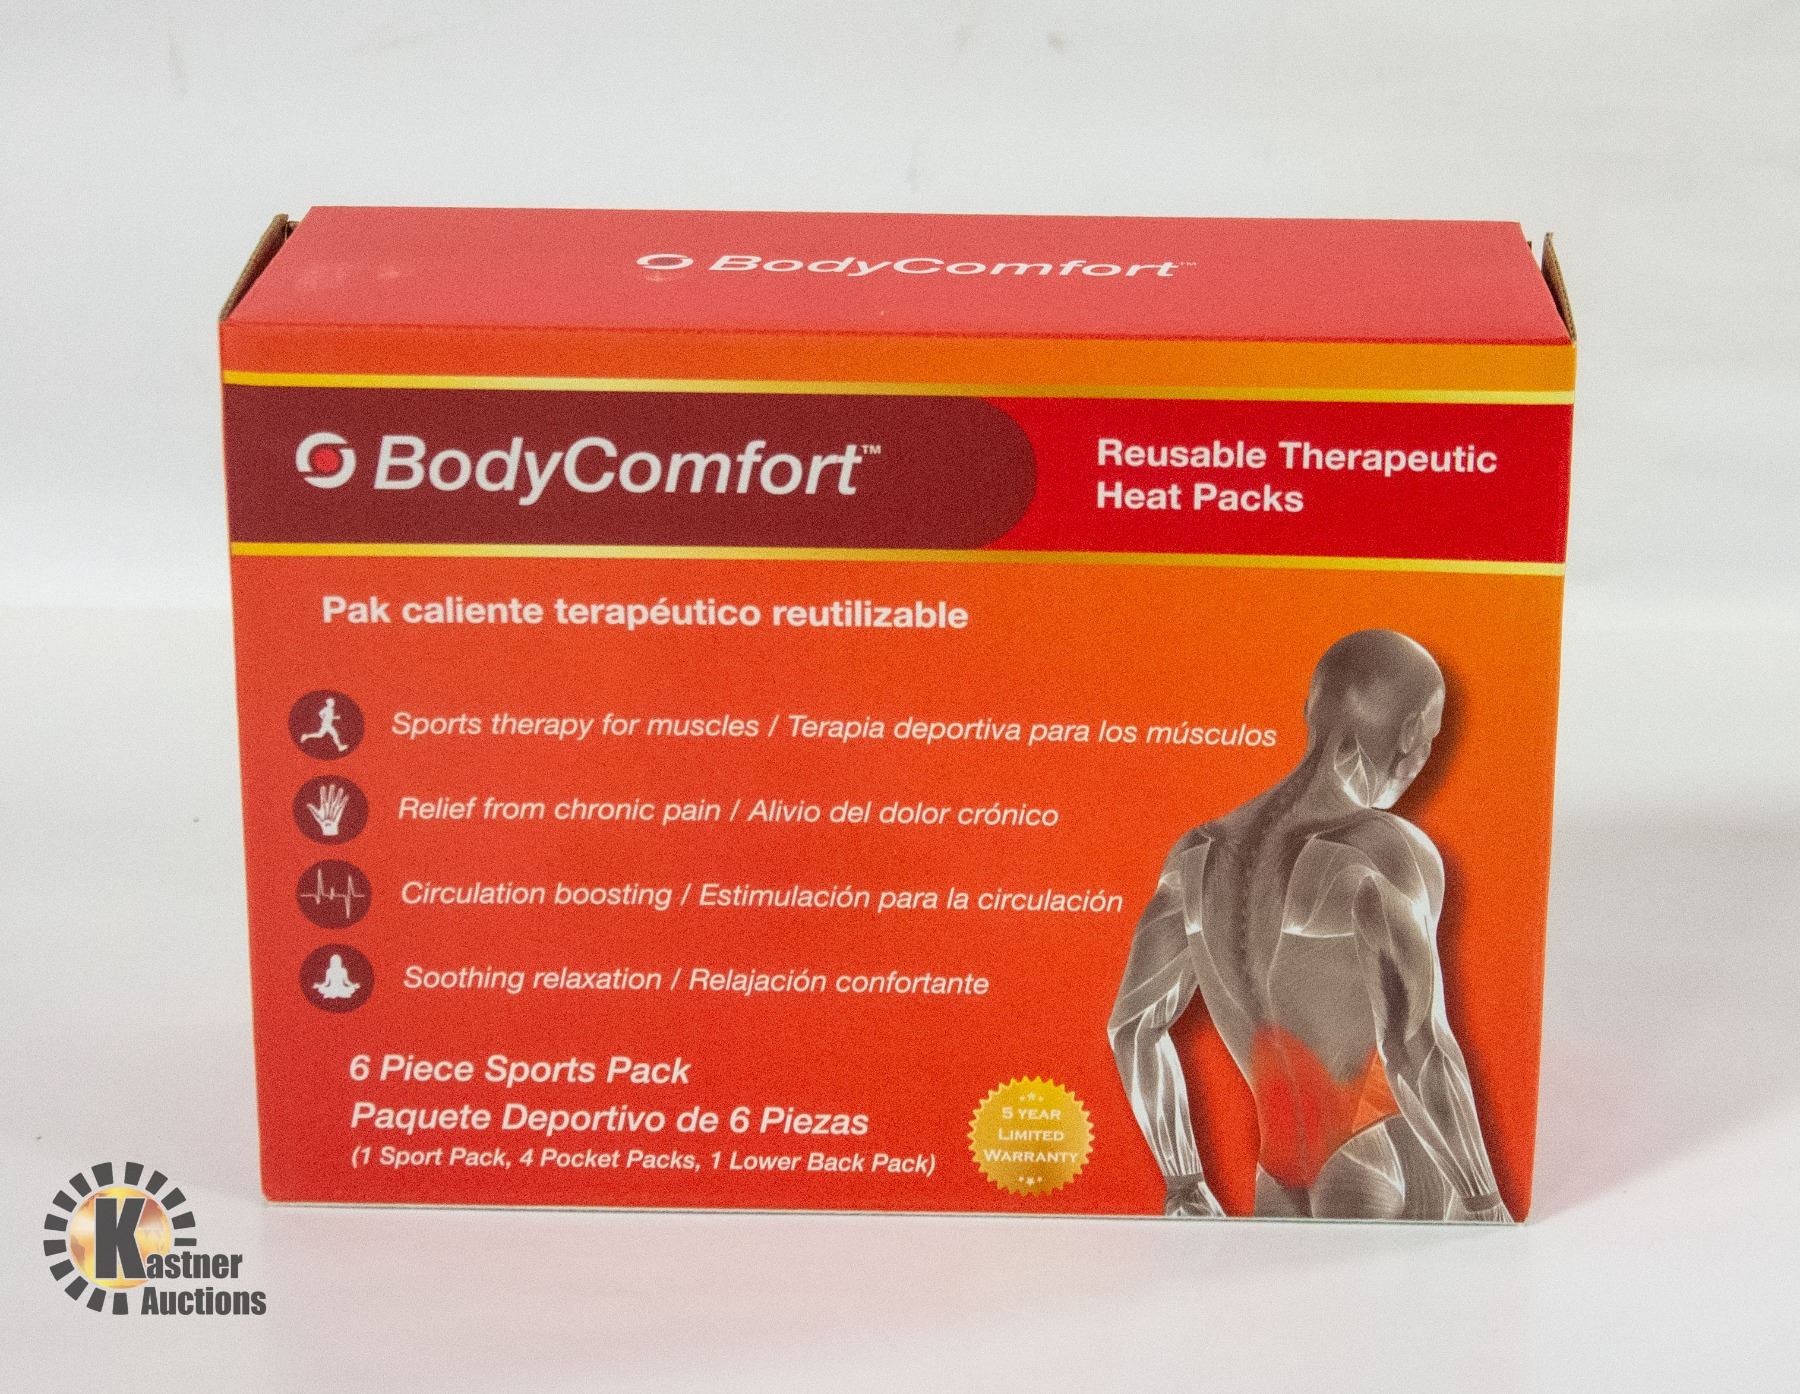 BodyComfort™
BodyComfort™
Reusable Therapeutic
Heat Packs
Pak caliente terapéutico reutilizable
Sports therapy for muscles / Terapia deportiva para los músculos
Relief from chronic pain / Alivio del dolor crónico
Circulation boosting / Estimulación para la circulación
Soothing relaxation / Relajación confortante
6 Piece Sports Pack
Paquete Deportivo de 6 Piezas
(1 Sport Pack, 4 Pocket Packs, 1 Lower Back Pack)
5 YEAR
LIMITED
WARRANTY
Kastner
Auctions